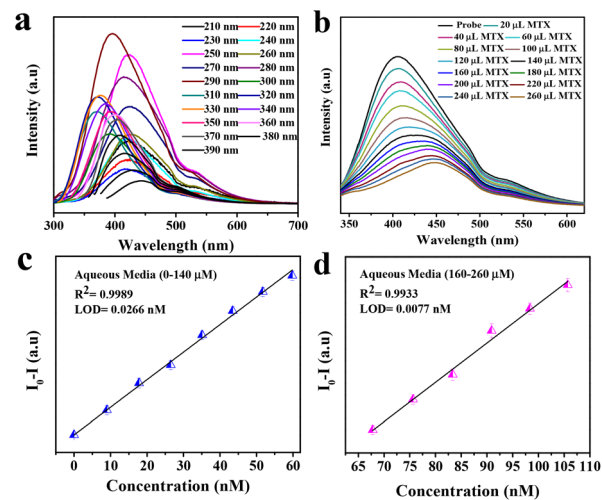 a
210 nm 220 nm
230 nm 240 nm
250 nm 260 nm
270 nm 280 nm
290 nm 300 nm
310 nm 320 nm
330 nm 340 nm
350 nm 360 nm
370 nm 380 nm
390 nm
Intensity (a.u)
300 400 500 600 700
Wavelength (nm)
b
Probe 20 μL MTX
40 μL MTX 60 μL MTX
80 μL MTX 100 μL MTX
120 μL MTX 140 μL MTX
160 μL MTX 180 μL MTX
200 μL MTX 220 μL MTX
240 μL MTX 260 μL MTX
Intensity (a.u)
350 400 450 500 550 600
Wavelength (nm)
c
Aqueous Media (0-140 μM)
R²= 0.9989
LOD= 0.0266 nM
I₀-I (a.u)
0 10 20 30 40 50 60
Concentration (nM)
d
Aqueous Media (160-260 μM)
R²= 0.9933
LOD= 0.0077 nM
I₀-I (a.u)
65 70 75 80 85 90 95 100 105 110
Concentration (nM)